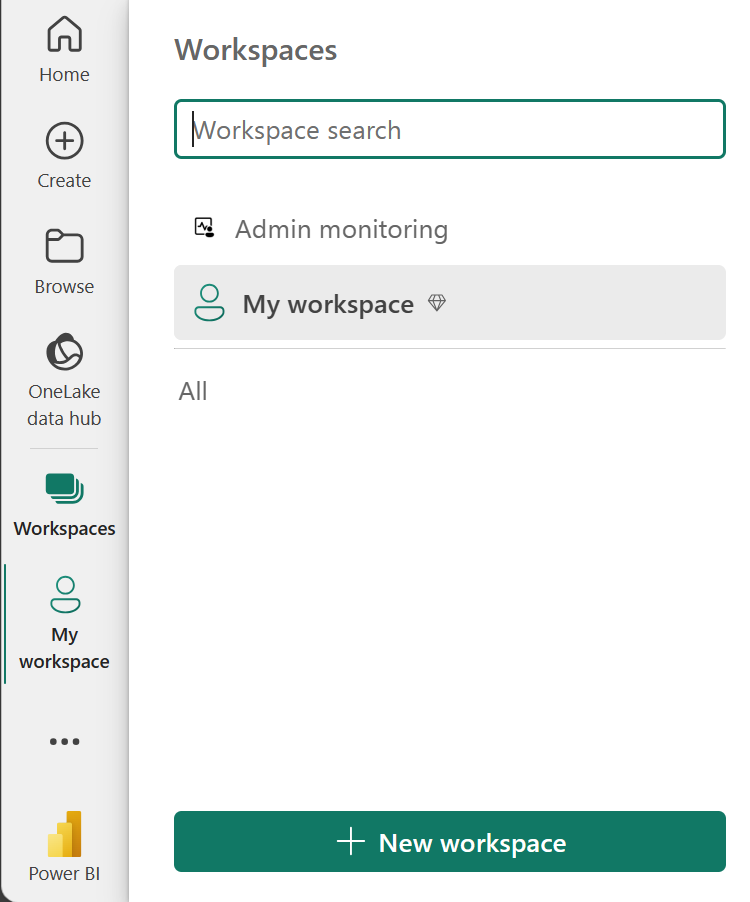 Home
Create
Browse
OneLake
data hub
Workspaces
My
workspace
Power BI
Workspaces
Workspace search
Admin monitoring
My workspace
All
New workspace